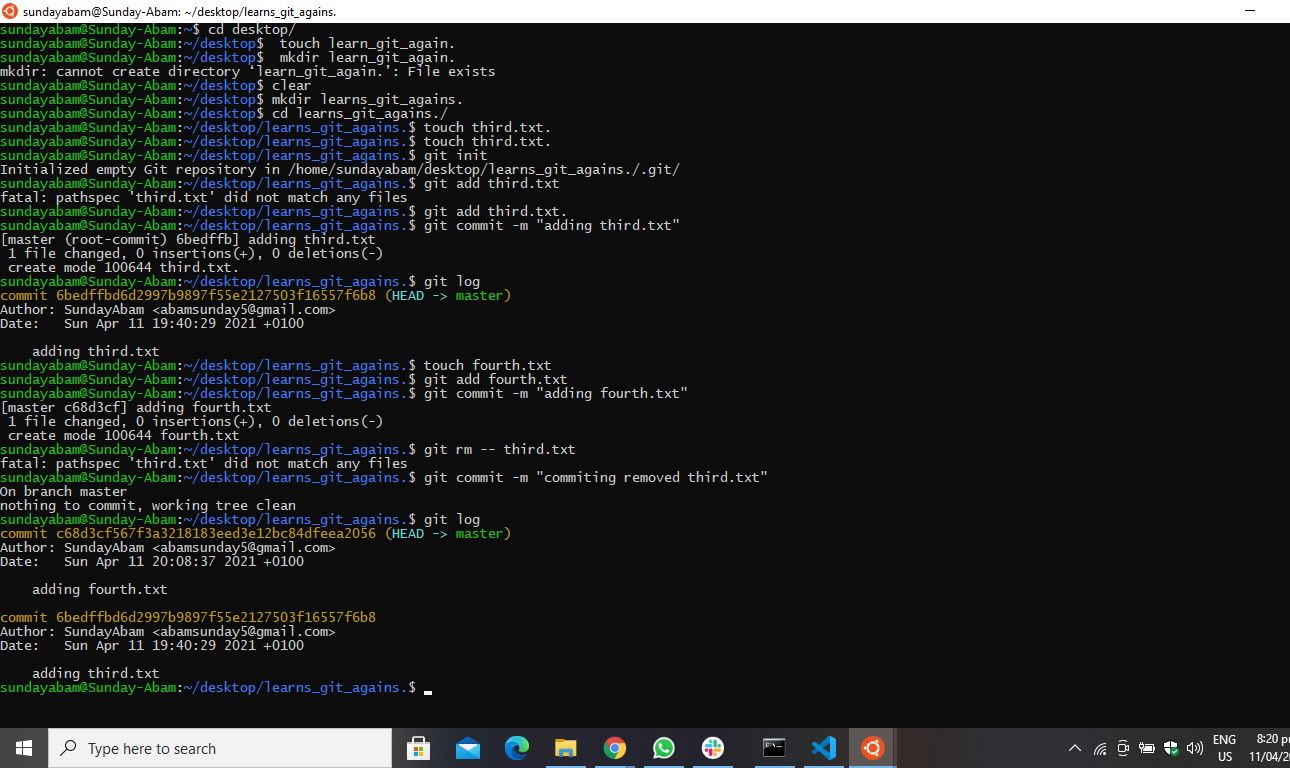 sundayabam@Sunday-Abam: ~/desktop/learns_git_agains.
sundayabam@Sunday-Abam:~$ cd desktop/
sundayabam@Sunday-Abam:~/desktop$  touch learn_git_again.
sundayabam@Sunday-Abam:~/desktop$  mkdir learn_git_again.
mkdir: cannot create directory ‘learn_git_again.’: File exists
sundayabam@Sunday-Abam:~/desktop$ clear
sundayabam@Sunday-Abam:~/desktop$ mkdir learns_git_agains.
sundayabam@Sunday-Abam:~/desktop$ cd learns_git_agains./
sundayabam@Sunday-Abam:~/desktop/learns_git_agains.$ touch third.txt.
sundayabam@Sunday-Abam:~/desktop/learns_git_agains.$ touch third.txt.
sundayabam@Sunday-Abam:~/desktop/learns_git_agains.$ git init
Initialized empty Git repository in /home/sundayabam/desktop/learns_git_agains./.git/
sundayabam@Sunday-Abam:~/desktop/learns_git_agains.$ git add third.txt
fatal: pathspec 'third.txt' did not match any files
sundayabam@Sunday-Abam:~/desktop/learns_git_agains.$ git add third.txt.
sundayabam@Sunday-Abam:~/desktop/learns_git_agains.$ git commit -m "adding third.txt"
[master (root-commit) 6bedffb] adding third.txt
 1 file changed, 0 insertions(+), 0 deletions(-)
 create mode 100644 third.txt.
sundayabam@Sunday-Abam:~/desktop/learns_git_agains.$ git log
commit 6bedffbd6d2997b9897f55e2127503f16557f6b8 (HEAD -> master)
Author: SundayAbam <abamsunday5@gmail.com>
Date:   Sun Apr 11 19:40:29 2021 +0100

    adding third.txt
sundayabam@Sunday-Abam:~/desktop/learns_git_agains.$ touch fourth.txt
sundayabam@Sunday-Abam:~/desktop/learns_git_agains.$ git add fourth.txt
sundayabam@Sunday-Abam:~/desktop/learns_git_agains.$ git commit -m "adding fourth.txt"
[master c68d3cf] adding fourth.txt
 1 file changed, 0 insertions(+), 0 deletions(-)
 create mode 100644 fourth.txt
sundayabam@Sunday-Abam:~/desktop/learns_git_agains.$ git rm -- third.txt
fatal: pathspec 'third.txt' did not match any files
sundayabam@Sunday-Abam:~/desktop/learns_git_agains.$ git commit -m "commiting removed third.txt"
On branch master
nothing to commit, working tree clean
sundayabam@Sunday-Abam:~/desktop/learns_git_agains.$ git log
commit c68d3cf567f3a3218183eed3e12bc84dfeea2056 (HEAD -> master)
Author: SundayAbam <abamsunday5@gmail.com>
Date:   Sun Apr 11 20:08:37 2021 +0100

    adding fourth.txt

commit 6bedffbd6d2997b9897f55e2127503f16557f6b8
Author: SundayAbam <abamsunday5@gmail.com>
Date:   Sun Apr 11 19:40:29 2021 +0100

    adding third.txt
sundayabam@Sunday-Abam:~/desktop/learns_git_agains.$
Type here to search
ENG
US
8:20
11/04/